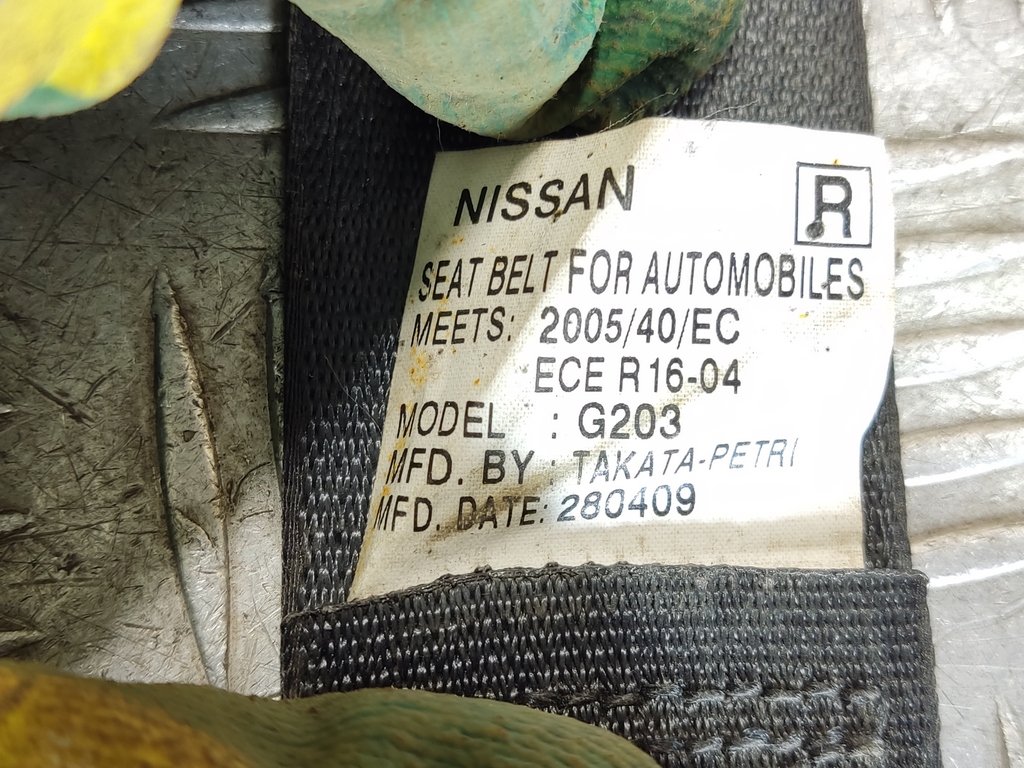 NISSAN R
SEAT BELT FOR AUTOMOBILES
MEETS: 2005/40/EC
ECE R16-04
MODEL : G203
MFD. BY : TAKATA-PETRI
MFD. DATE: 280409